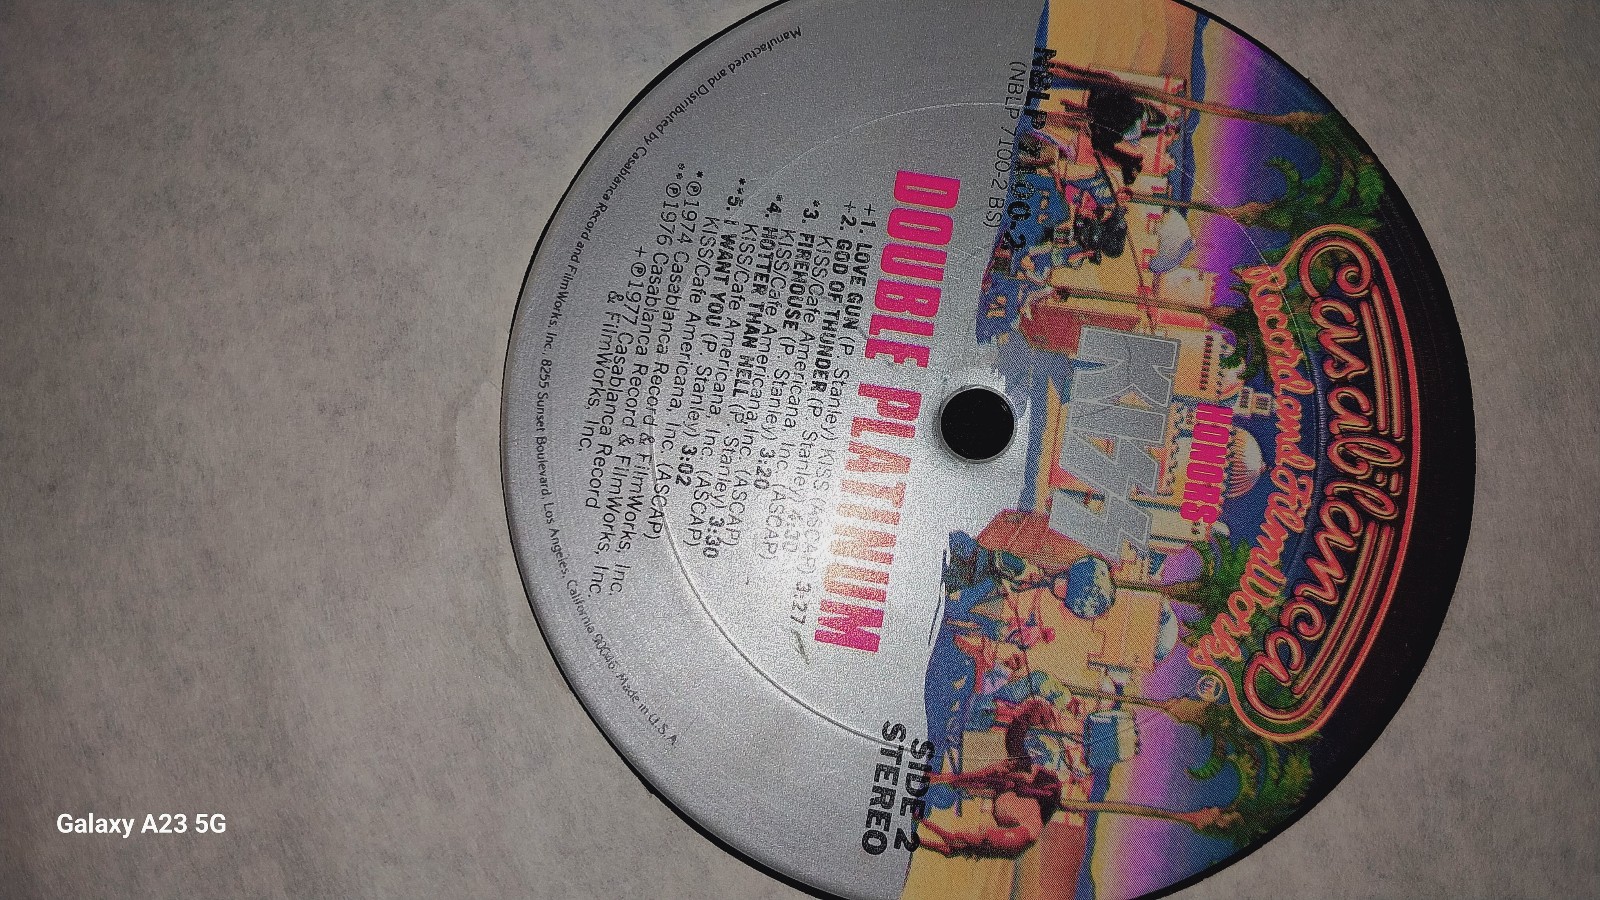 Casablanca
Record and FilmWorks
TM
HONORS
KISS
NBLP 7100-2
(NBLP 7100-2 BS)
SIDE 2
STEREO
DOUBLE PLATINUM
+1. LOVE GUN (P. Stanley) KISS (ASCAP) 3:27
+2. GOD OF THUNDER (P. Stanley) 4:30
KISS/Cafe Americana, Inc. (ASCAP)
*3. FIREHOUSE (P. Stanley) 3:20
KISS/Cafe Americana, Inc. (ASCAP)
*4. HOTTER THAN HELL (P. Stanley) 3:30
KISS/Cafe Americana, Inc. (ASCAP)
**5. I WANT YOU (P. Stanley) 3:02
KISS/Cafe Americana, Inc. (ASCAP)
*℗1974 Casablanca Record & FilmWorks, Inc.
**℗1976 Casablanca Record & FilmWorks, Inc.
+℗1977 Casablanca Record
& FilmWorks, Inc.
Manufactured and Distributed by Casablanca Record and FilmWorks, Inc., 8255 Sunset Boulevard, Los Angeles, California 90046. Made in U.S.A.
Galaxy A23 5G